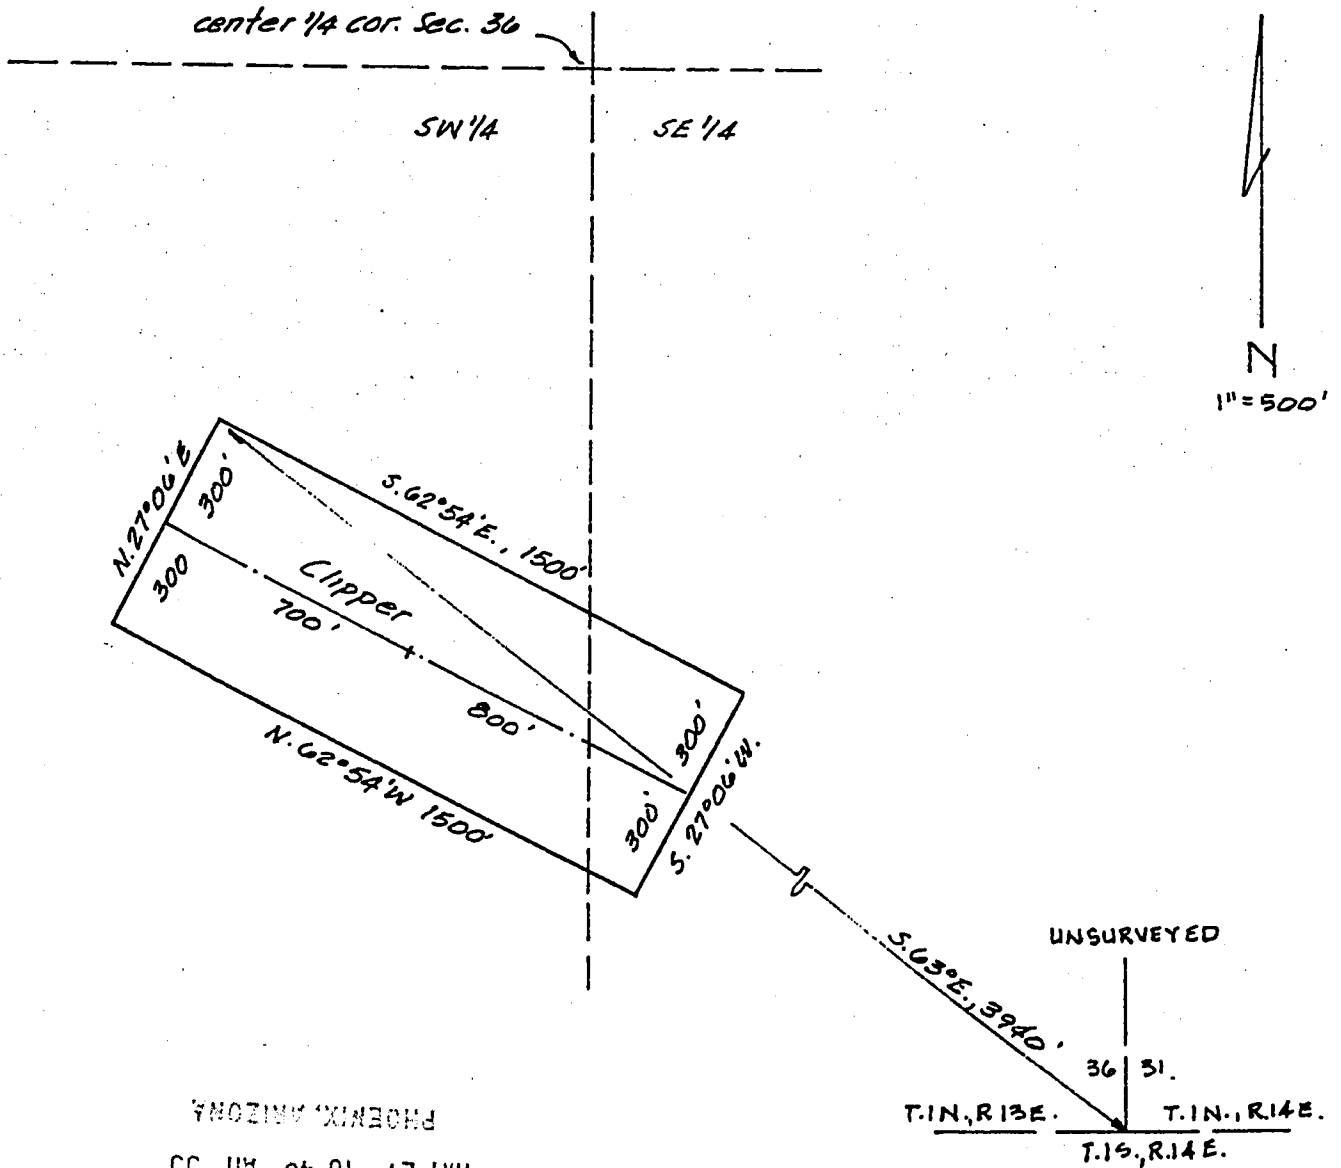 center 1/4 cor. Sec. 36
SW 1/4
SE 1/4
N
1" = 500'
N. 27°06' E
300'
300
S. 62°54' E., 1500'
Clipper
700'
800'
N. 62°54' W 1500'
300'
300'
S. 27°06' W.
S. 63° E., 3940'
UNSURVEYED
36 31.
T.1N., R13E. T.1N., R.14E.
T.1S., R.14E.
PHOENIX, ARIZONA